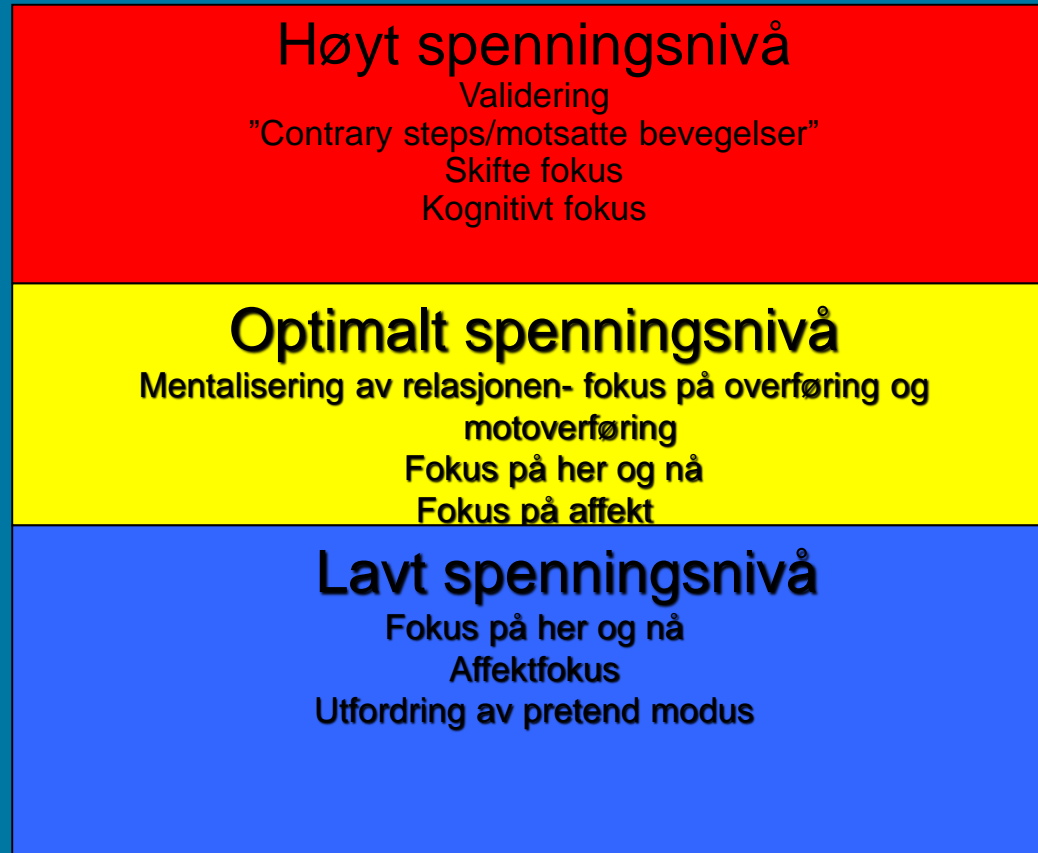 Høyt spenningsnivå
Validering
”Contrary steps/motsatte bevegelser”
Skifte fokus
Kognitivt fokus
Optimalt spenningsnivå
Mentalisering av relasjonen- fokus på overføring og
motoverføring
Fokus på her og nå
Fokus på affekt
Lavt spenningsnivå
Fokus på her og nå
Affektfokus
Utfordring av pretend modus